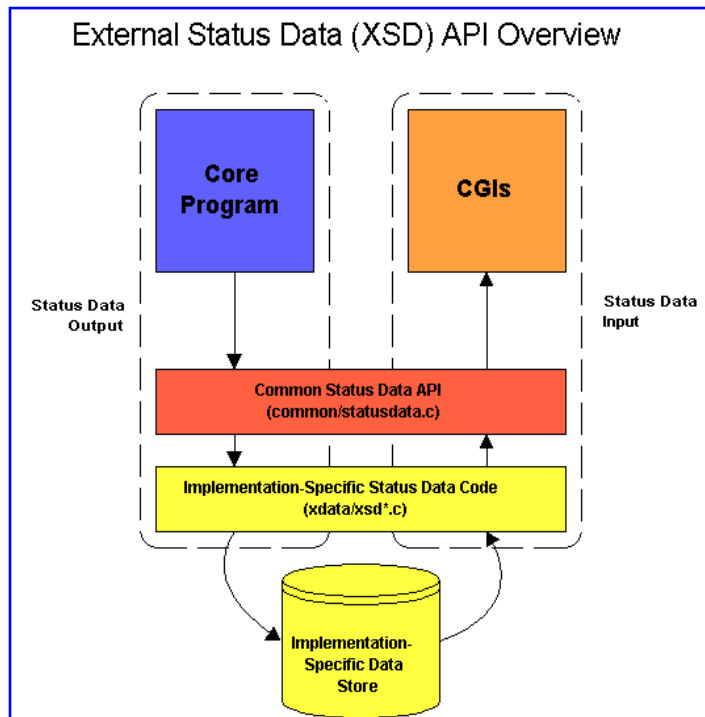 External Status Data (XSD) API Overview
Core
Program
CGIs
Status Data
Output
Status Data
Input
Common Status Data API
(common/statusdata.c)
Implementation-Specific Status Data Code
(xdata/xsd*.c)
Implementation-
Specific Data
Store